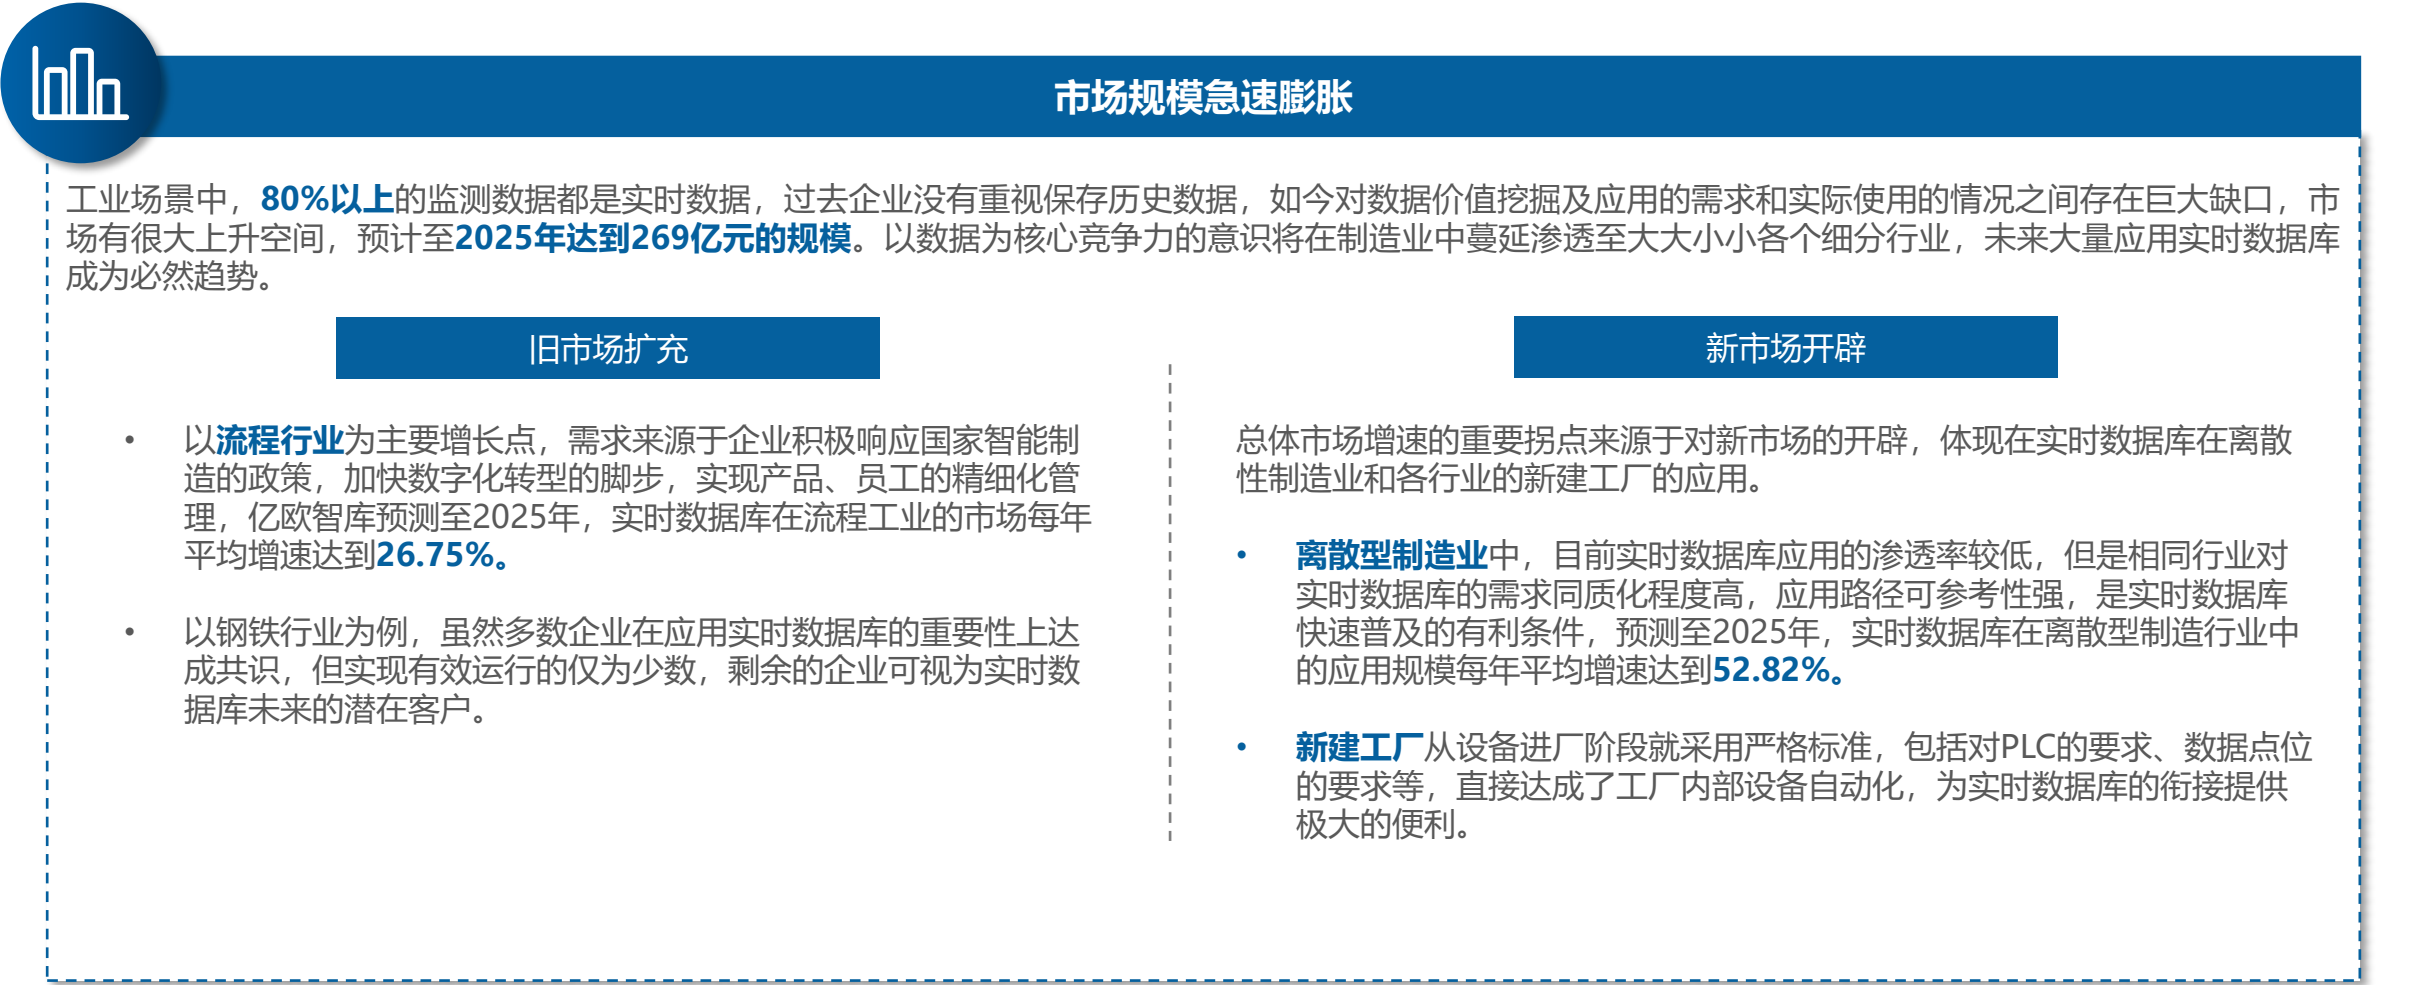 市场规模急速膨胀
工业场景中，80%以上的监测数据都是实时数据，过去企业没有重视保存历史数据，如今对数据价值挖掘及应用的需求和实际使用的情况之间存在巨大缺口，市
场有很大上升空间，预计至2025年达到269亿元的规模。以数据为核心竞争力的意识将在制造业中蔓延渗透至大大小小各个细分行业，未来大量应用实时数据库
成为必然趋势。
旧市场扩充
• 以流程行业为主要增长点，需求来源于企业积极响应国家智能制
造的政策，加快数字化转型的脚步，实现产品、员工的精细化管
理，亿欧智库预测至2025年，实时数据库在流程工业的市场每年
平均增速达到26.75%。
• 以钢铁行业为例，虽然多数企业在应用实时数据库的重要性上达
成共识，但实现有效运行的仅为少数，剩余的企业可视为实时数
据库未来的潜在客户。
新市场开辟
总体市场增速的重要拐点来源于对新市场的开辟，体现在实时数据库在离散
性制造业和各行业的新建工厂的应用。
• 离散型制造业中，目前实时数据库应用的渗透率较低，但是相同行业对
实时数据库的需求同质化程度高，应用路径可参考性强，是实时数据库
快速普及的有利条件，预测至2025年，实时数据库在离散型制造行业中
的应用规模每年平均增速达到52.82%。
• 新建工厂从设备进厂阶段就采用严格标准，包括对PLC的要求、数据点位
的要求等，直接达成了工厂内部设备自动化，为实时数据库的衔接提供
极大的便利。